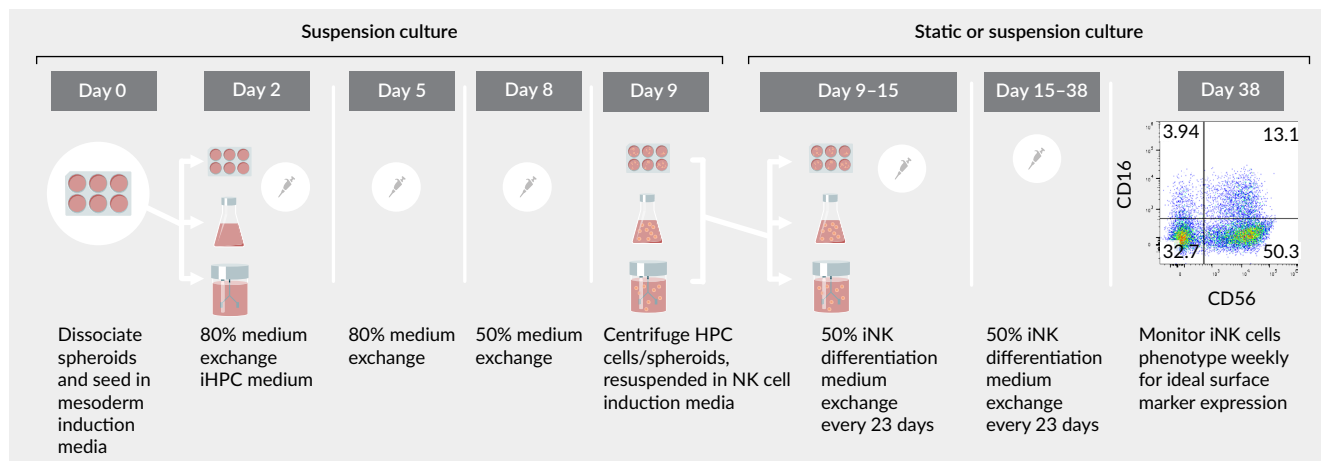 Suspension culture
Static or suspension culture
Day 0
Day 2
Day 5
Day 8
Day 9
Day 9–15
Day 15–38
Day 38
Dissociate
spheroids
and seed in
mesoderm
induction
media
80% medium
exchange
iHPC medium
80% medium
exchange
50% medium
exchange
Centrifuge HPC
cells/spheroids,
resuspended in NK cell
induction media
50% iNK
differentiation
medium
exchange
every 23 days
50% iNK
differentiation
medium
exchange
every 23 days
CD16
3.94
13.1
32.7
50.3
CD56
Monitor iNK cells
phenotype weekly
for ideal surface
marker expression